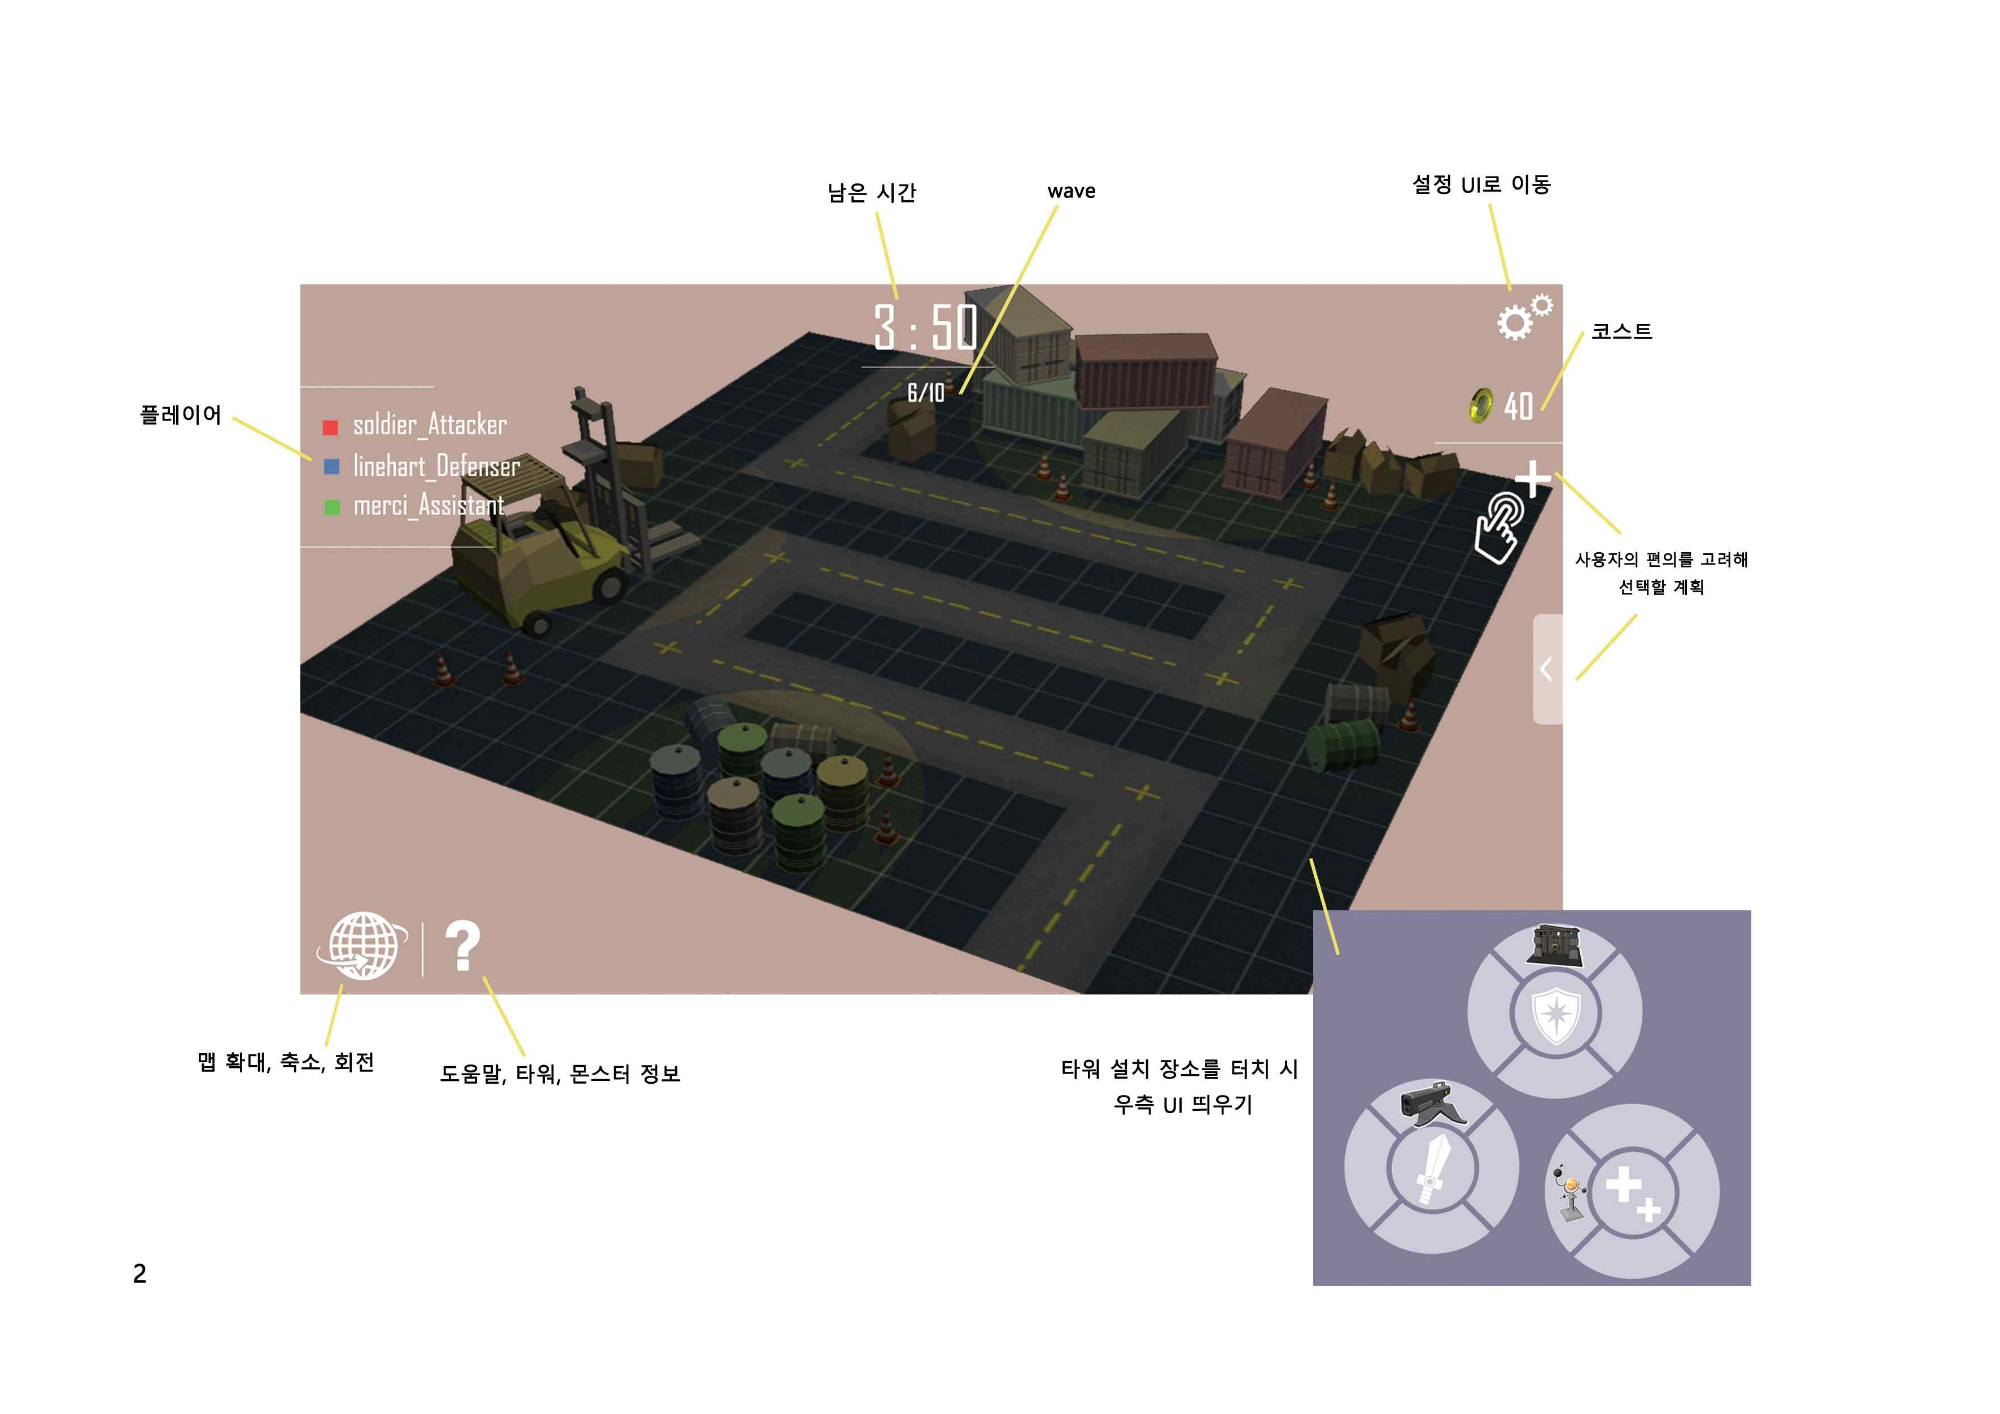 남은 시간
wave
설정 UI로 이동
3 : 50
코스트
6/10
40
플레이어
soldier_Attacker
linehart_Defenser
merci_Assistant
사용자의 편의를 고려해
선택할 계획
?
맵 확대, 축소, 회전
도움말, 타워, 몬스터 정보
타워 설치 장소를 터치 시
우측 UI 띄우기
2